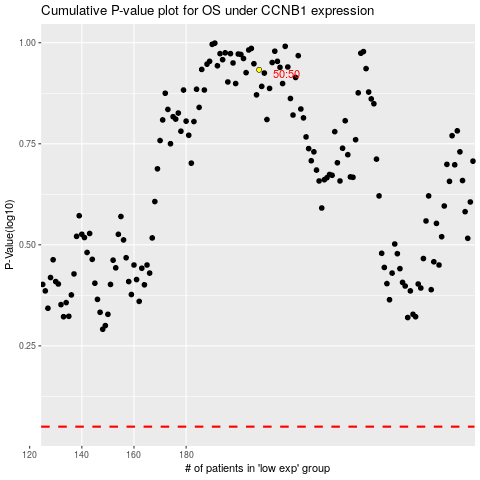 Cumulative P-value plot for OS under CCNB1 expression
1.00
50:50
0.75
P-Value(log10)
0.50
0.25
120 140 160 180
# of patients in 'low exp' group